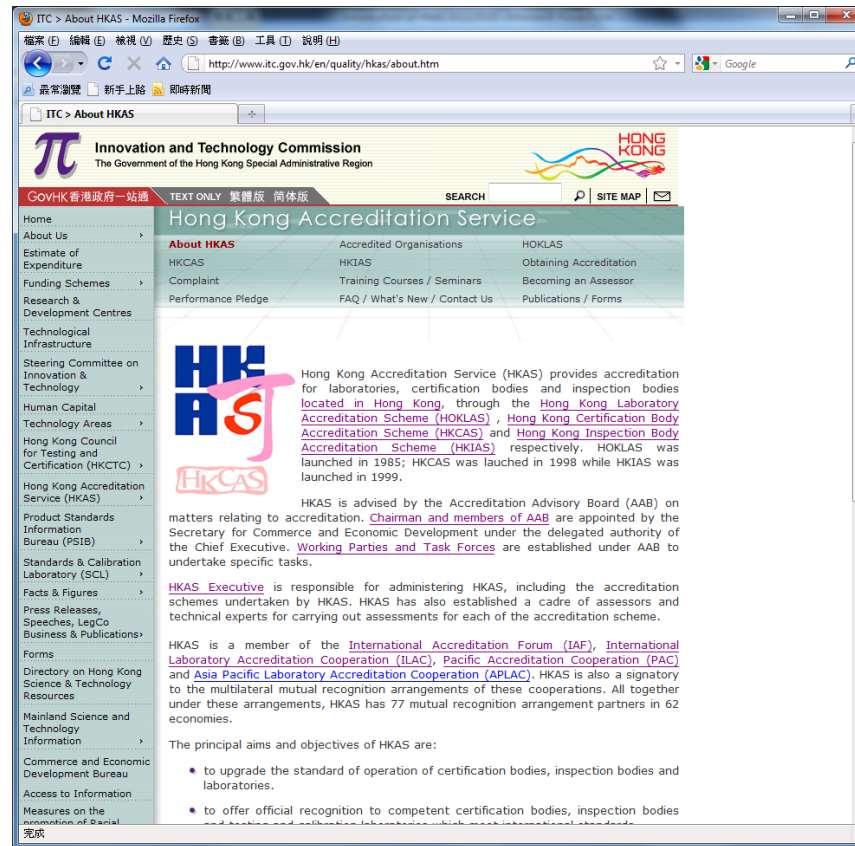 ITC > About HKAS - Mozilla Firefox
檔案(F) 編輯(E) 檢視(V) 歷史(S) 書籤(B) 工具(T) 說明(H)
http://www.itc.gov.hk/en/quality/hkas/about.htm
Google
最常瀏覽 新手上路 即時新聞
ITC > About HKAS
Innovation and Technology Commission
The Government of the Hong Kong Special Administrative Region
HONG
KONG
GovHK香港政府一站通 TEXT ONLY 繁體版 简体版 SEARCH SITE MAP
Hong Kong Accreditation Service
About HKAS Accredited Organisations HOKLAS
HKCAS HKIAS Obtaining Accreditation
Complaint Training Courses / Seminars Becoming an Assessor
Performance Pledge FAQ / What's New / Contact Us Publications / Forms
Home
About Us
Estimate of
Expenditure
Funding Schemes
Research &
Development Centres
Technological
Infrastructure
Steering Committee on
Innovation &
Technology
Human Capital
Technology Areas
Hong Kong Council
for Testing and
Certification (HKCTC)
Hong Kong Accreditation
Service (HKAS)
Product Standards
Information
Bureau (PSIB)
Standards & Calibration
Laboratory (SCL)
Facts & Figures
Press Releases,
Speeches, LegCo
Business & Publications
Forms
Directory on Hong Kong
Science & Technology
Resources
Mainland Science and
Technology
Information
Commerce and Economic
Development Bureau
Access to Information
Measures on the
promotion of Racial
HKAS
HKCAS
Hong Kong Accreditation Service (HKAS) provides accreditation
for laboratories, certification bodies and inspection bodies
located in Hong Kong, through the Hong Kong Laboratory
Accreditation Scheme (HOKLAS) , Hong Kong Certification Body
Accreditation Scheme (HKCAS) and Hong Kong Inspection Body
Accreditation Scheme (HKIAS) respectively. HOKLAS was
launched in 1985; HKCAS was lauched in 1998 while HKIAS was
launched in 1999.
HKAS is advised by the Accreditation Advisory Board (AAB) on
matters relating to accreditation. Chairman and members of AAB are appointed by the
Secretary for Commerce and Economic Development under the delegated authority of
the Chief Executive. Working Parties and Task Forces are established under AAB to
undertake specific tasks.
HKAS Executive is responsible for administering HKAS, including the accreditation
schemes undertaken by HKAS. HKAS has also established a cadre of assessors and
technical experts for carrying out assessments for each of the accreditation scheme.
HKAS is a member of the International Accreditation Forum (IAF), International
Laboratory Accreditation Cooperation (ILAC), Pacific Accreditation Cooperation (PAC)
and Asia Pacific Laboratory Accreditation Cooperation (APLAC). HKAS is also a signatory
to the multilateral mutual recognition arrangements of these cooperations. All together
under these arrangements, HKAS has 77 mutual recognition arrangement partners in 62
economies.
The principal aims and objectives of HKAS are:
• to upgrade the standard of operation of certification bodies, inspection bodies and
laboratories.
• to offer official recognition to competent certification bodies, inspection bodies
and testing and calibration laboratories which meet international standards.
完成